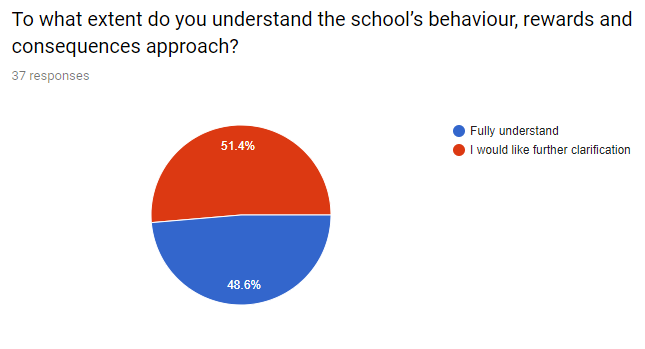 To what extent do you understand the school’s behaviour, rewards and
consequences approach?
37 responses
51.4%
48.6%
Fully understand
I would like further clarification